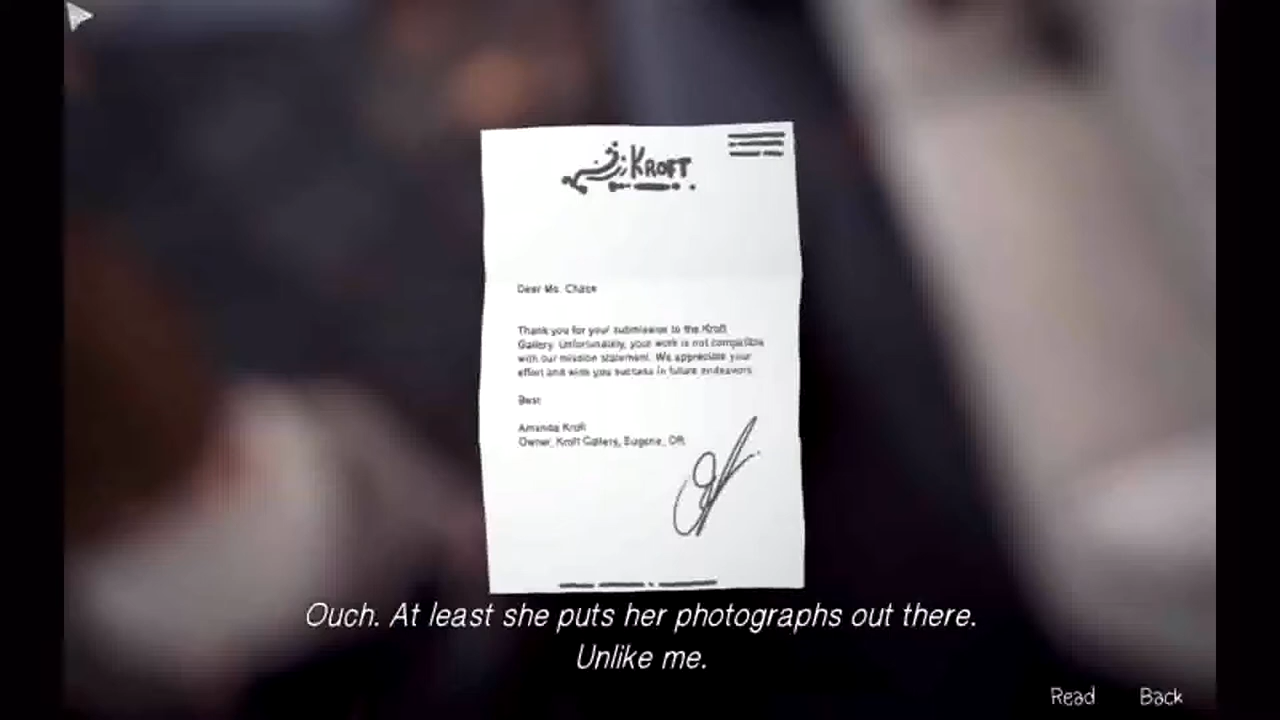 KROFT
Dear Ms. Chase
Thank you for your submission to the Kroft
Gallery. Unfortunately, your work is not compatible
with our mission statement. We appreciate your
effort and wish you success in future endeavors.
Best
Amanda Kroft
Owner, Kroft Gallery, Eugene, OR
Ouch. At least she puts her photographs out there.
Unlike me.
Read Back